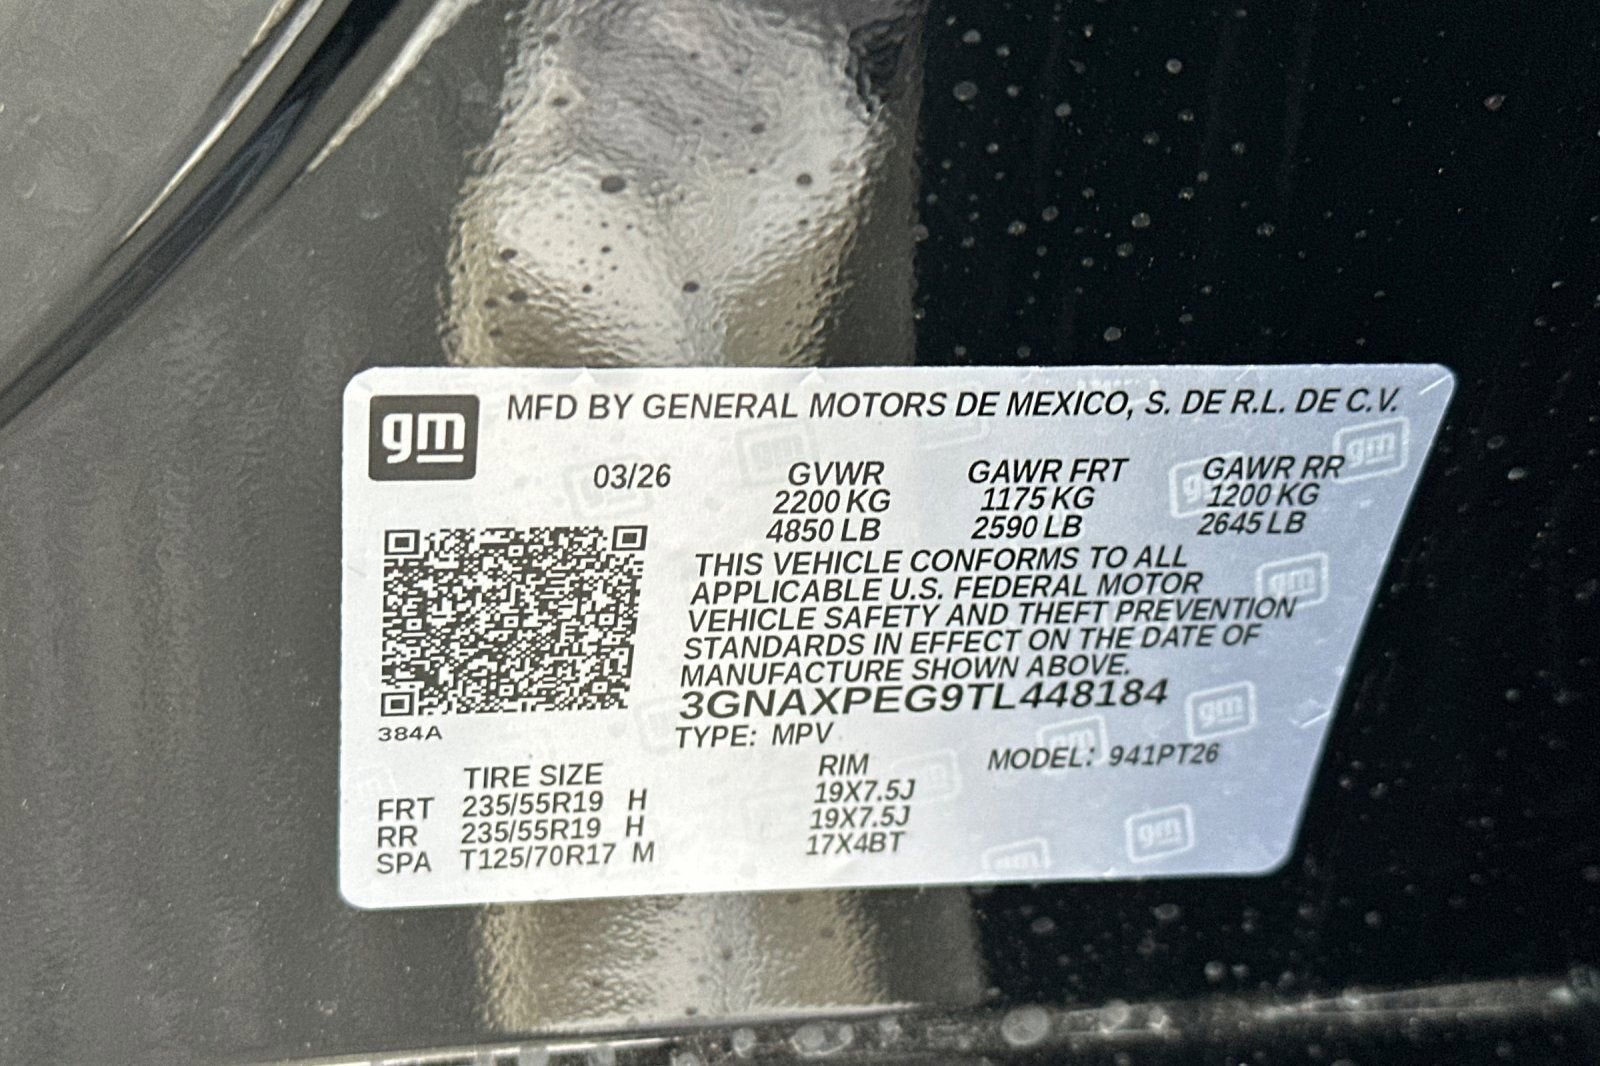 gm MFD BY GENERAL MOTORS DE MEXICO, S. DE R.L. DE C.V.
03/26 GVWR GAWR FRT GAWR RR
2200 KG 1175 KG 1200 KG
4850 LB 2590 LB 2645 LB
THIS VEHICLE CONFORMS TO ALL
APPLICABLE U.S. FEDERAL MOTOR
VEHICLE SAFETY AND THEFT PREVENTION
STANDARDS IN EFFECT ON THE DATE OF
MANUFACTURE SHOWN ABOVE.
3GNAXPEG9TL448184
384A
TYPE: MPV MODEL: 941PT26
TIRE SIZE RIM
FRT 235/55R19 H 19X7.5J
RR 235/55R19 H 19X7.5J
SPA T125/70R17 M 17X4BT